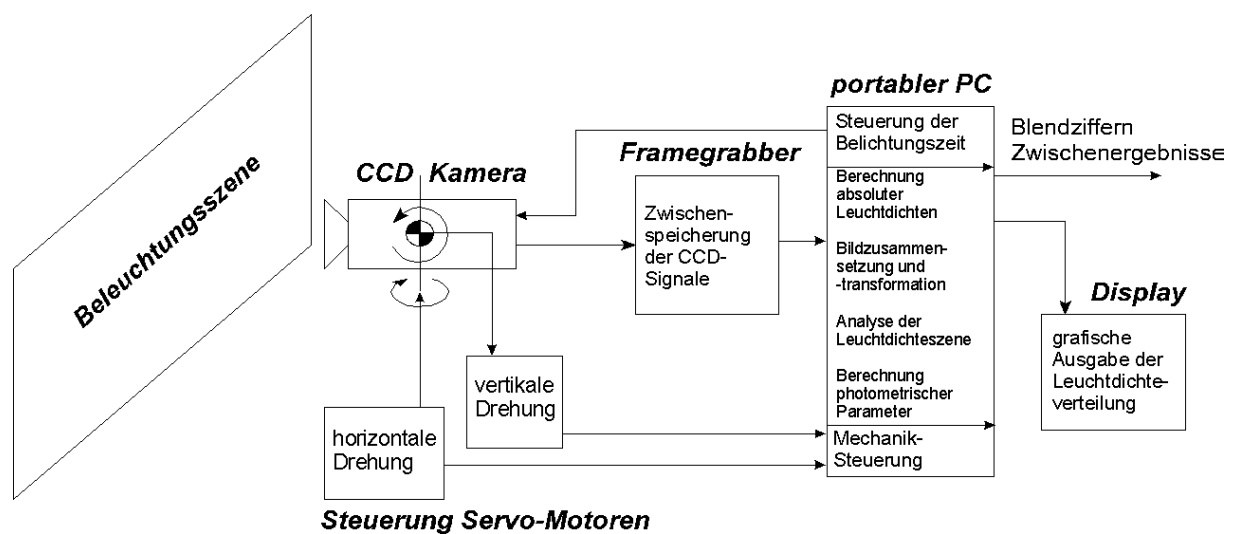 Beleuchtungsszene
CCD Kamera
vertikale
Drehung
horizontale
Drehung
Steuerung Servo-Motoren
Framegrabber
Zwischen-
speicherung
der CCD-
Signale
portabler PC
Steuerung der
Belichtungszeit
Berechnung
absoluter
Leuchtdichten
Bildzusammen-
setzung und
-transformation
Analyse der
Leuchtdichteszene
Berechnung
photometrischer
Parameter
Mechanik-
Steuerung
Blendziffern
Zwischenergebnisse
Display
grafische
Ausgabe der
Leuchtdichte-
verteilung